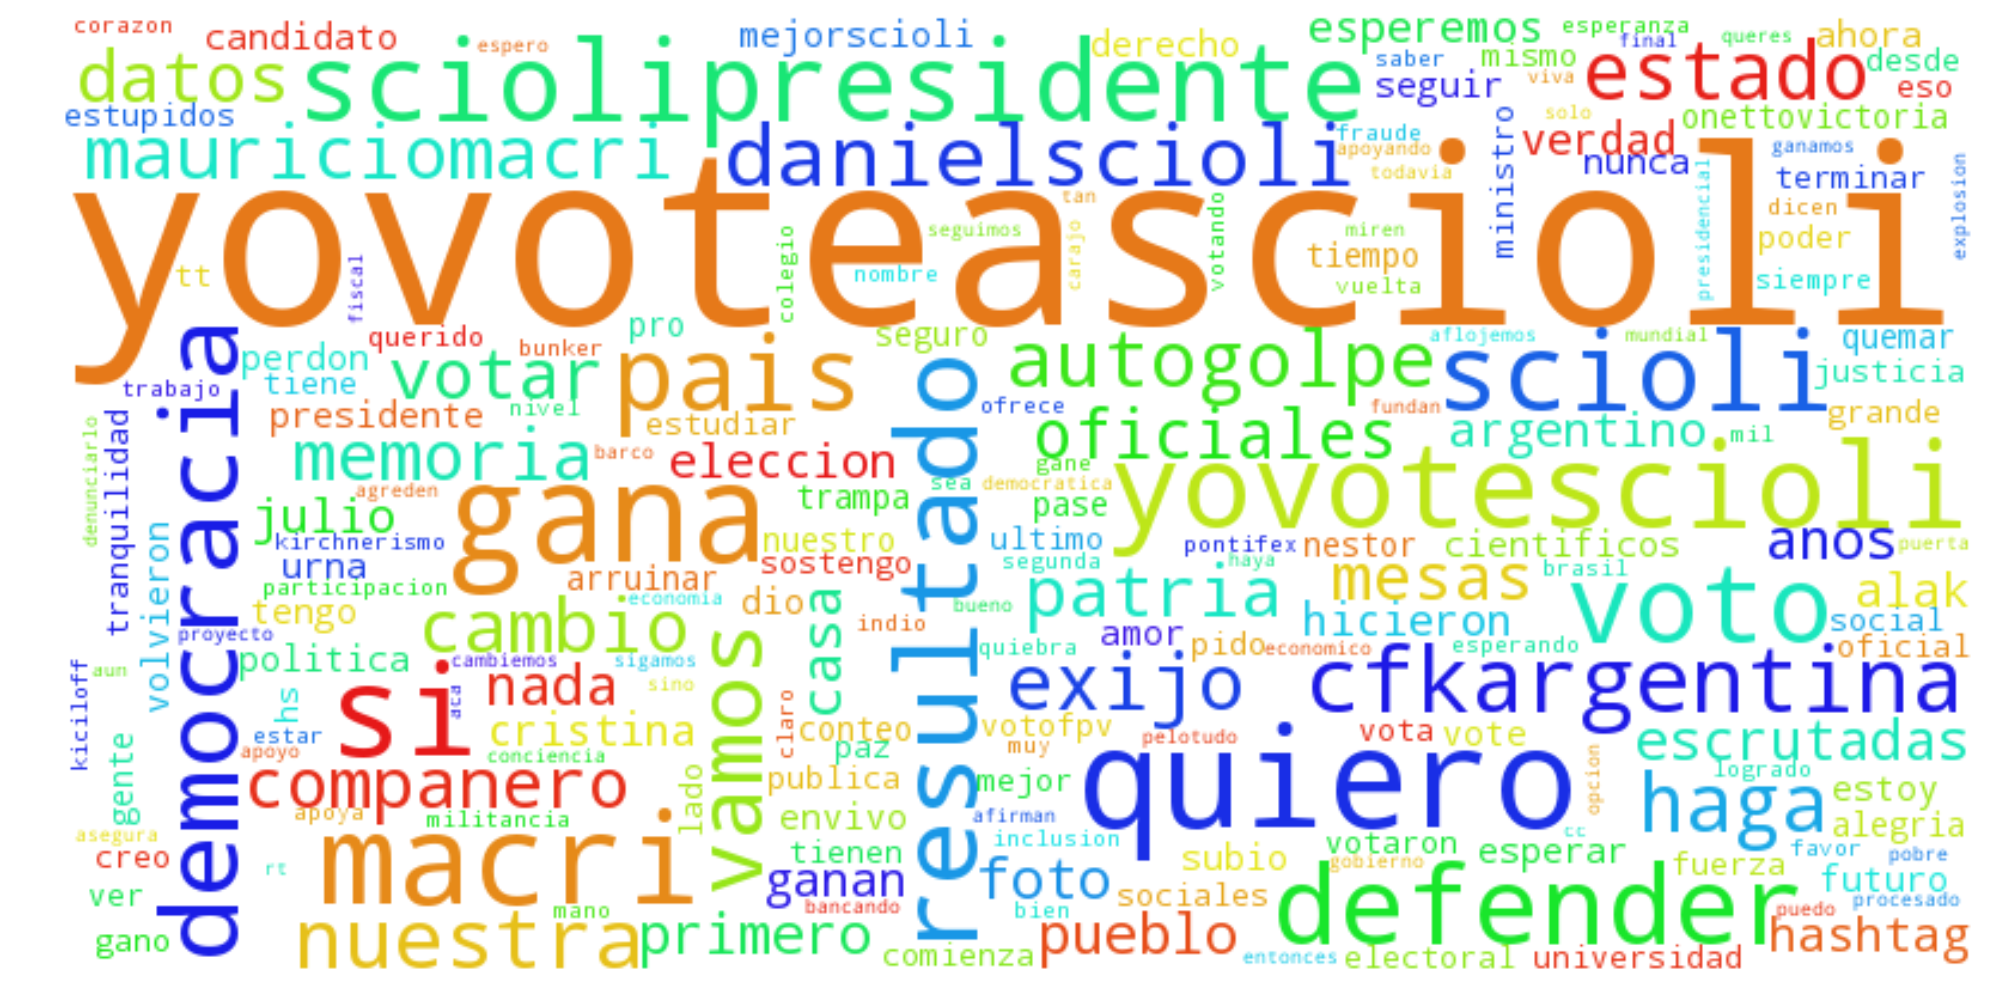 corazon
candidato
espero
mejorscioli
derecho
esperemos
esperanza
final
queres
ahora
datos
sciolipresidente
saber
mismo
viva
estado
desde
seguir
eso
estupidos
solo
onettovictoria
mauriciomacri
danielscioli
fraude
apoyando
todavia
ministro
verdad
nunca
ganamos
terminar
explosion
yovoteascioli
tan
presidencial
dicen
poder
siempre
tt
fiscal
colegio
nombre
seguimos
carajo
votando
miren
tiempo
vuelta
democracia
querido
pro
bunker
seguro
autogolpe
aflojemos
mundial
scioli
quemar
perdon
tiene
votar
pais
resultado
justicia
trabajo
presidente
nivel
estudiar
ofrece
oficiales
fundan
argentino
mil
grande
denunciarlo
tranquilidad
memoria
barco
eleccion
gane
yovotescioli
agreden
gana
trampa
sea
democratica
pase
julio
volvieron
kirchnerismo
nuestro
ultimo
pontifex
nestor
cientificos
anos
puerta
urna
arruinar
sostengo
segunda
haya
mesas
brasil
participacion
economia
dio
casa
bueno
patria
voto
alak
tengo
cambio
indio
hicieron
social
proyecto
vamos
amor
pido
economico
esperando
oficial
politica
cambiemos
sigamos
quiebra
kiciloff
aun
si
aca
nada
sino
exijo
cfkargentina
hs
cristina
claro
conteo
votofpv
estar
apoyo
conciencia
paz
muy
pelotudo
vota
vote
escrutadas
gente
companero
lado
publica
mejor
quiero
opcion
logrado
haga
estoy
apoya
militancia
envivo
afirman
alegria
asegura
macri
inclusion
cc
creo
tienen
votaron
esperar
favor
pobre
rt
ganan
foto
subio
gobierno
fuerza
futuro
ver
sociales
defender
procesado
mano
bancando
bien
puedo
gano
nuestra
primero
comienza
pueblo
entonces
electoral
universidad
hashtag